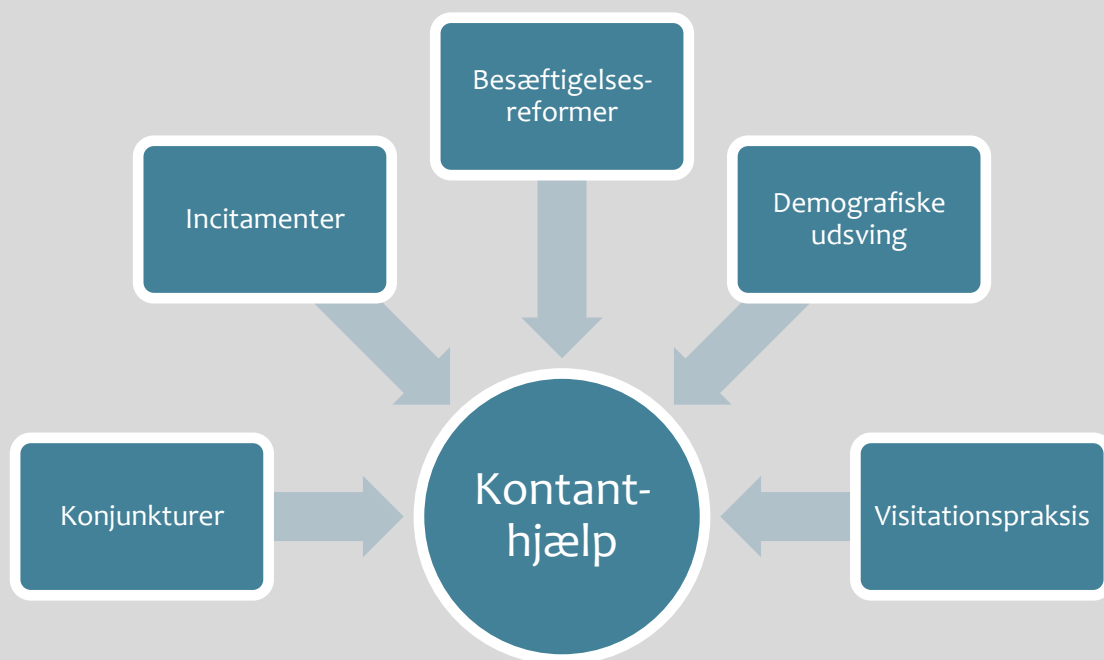 Besæftigelses-
reformer
Incitamenter
Demografiske
udsving
Konjunkturer
Kontant-
hjælp
Visitationspraksis